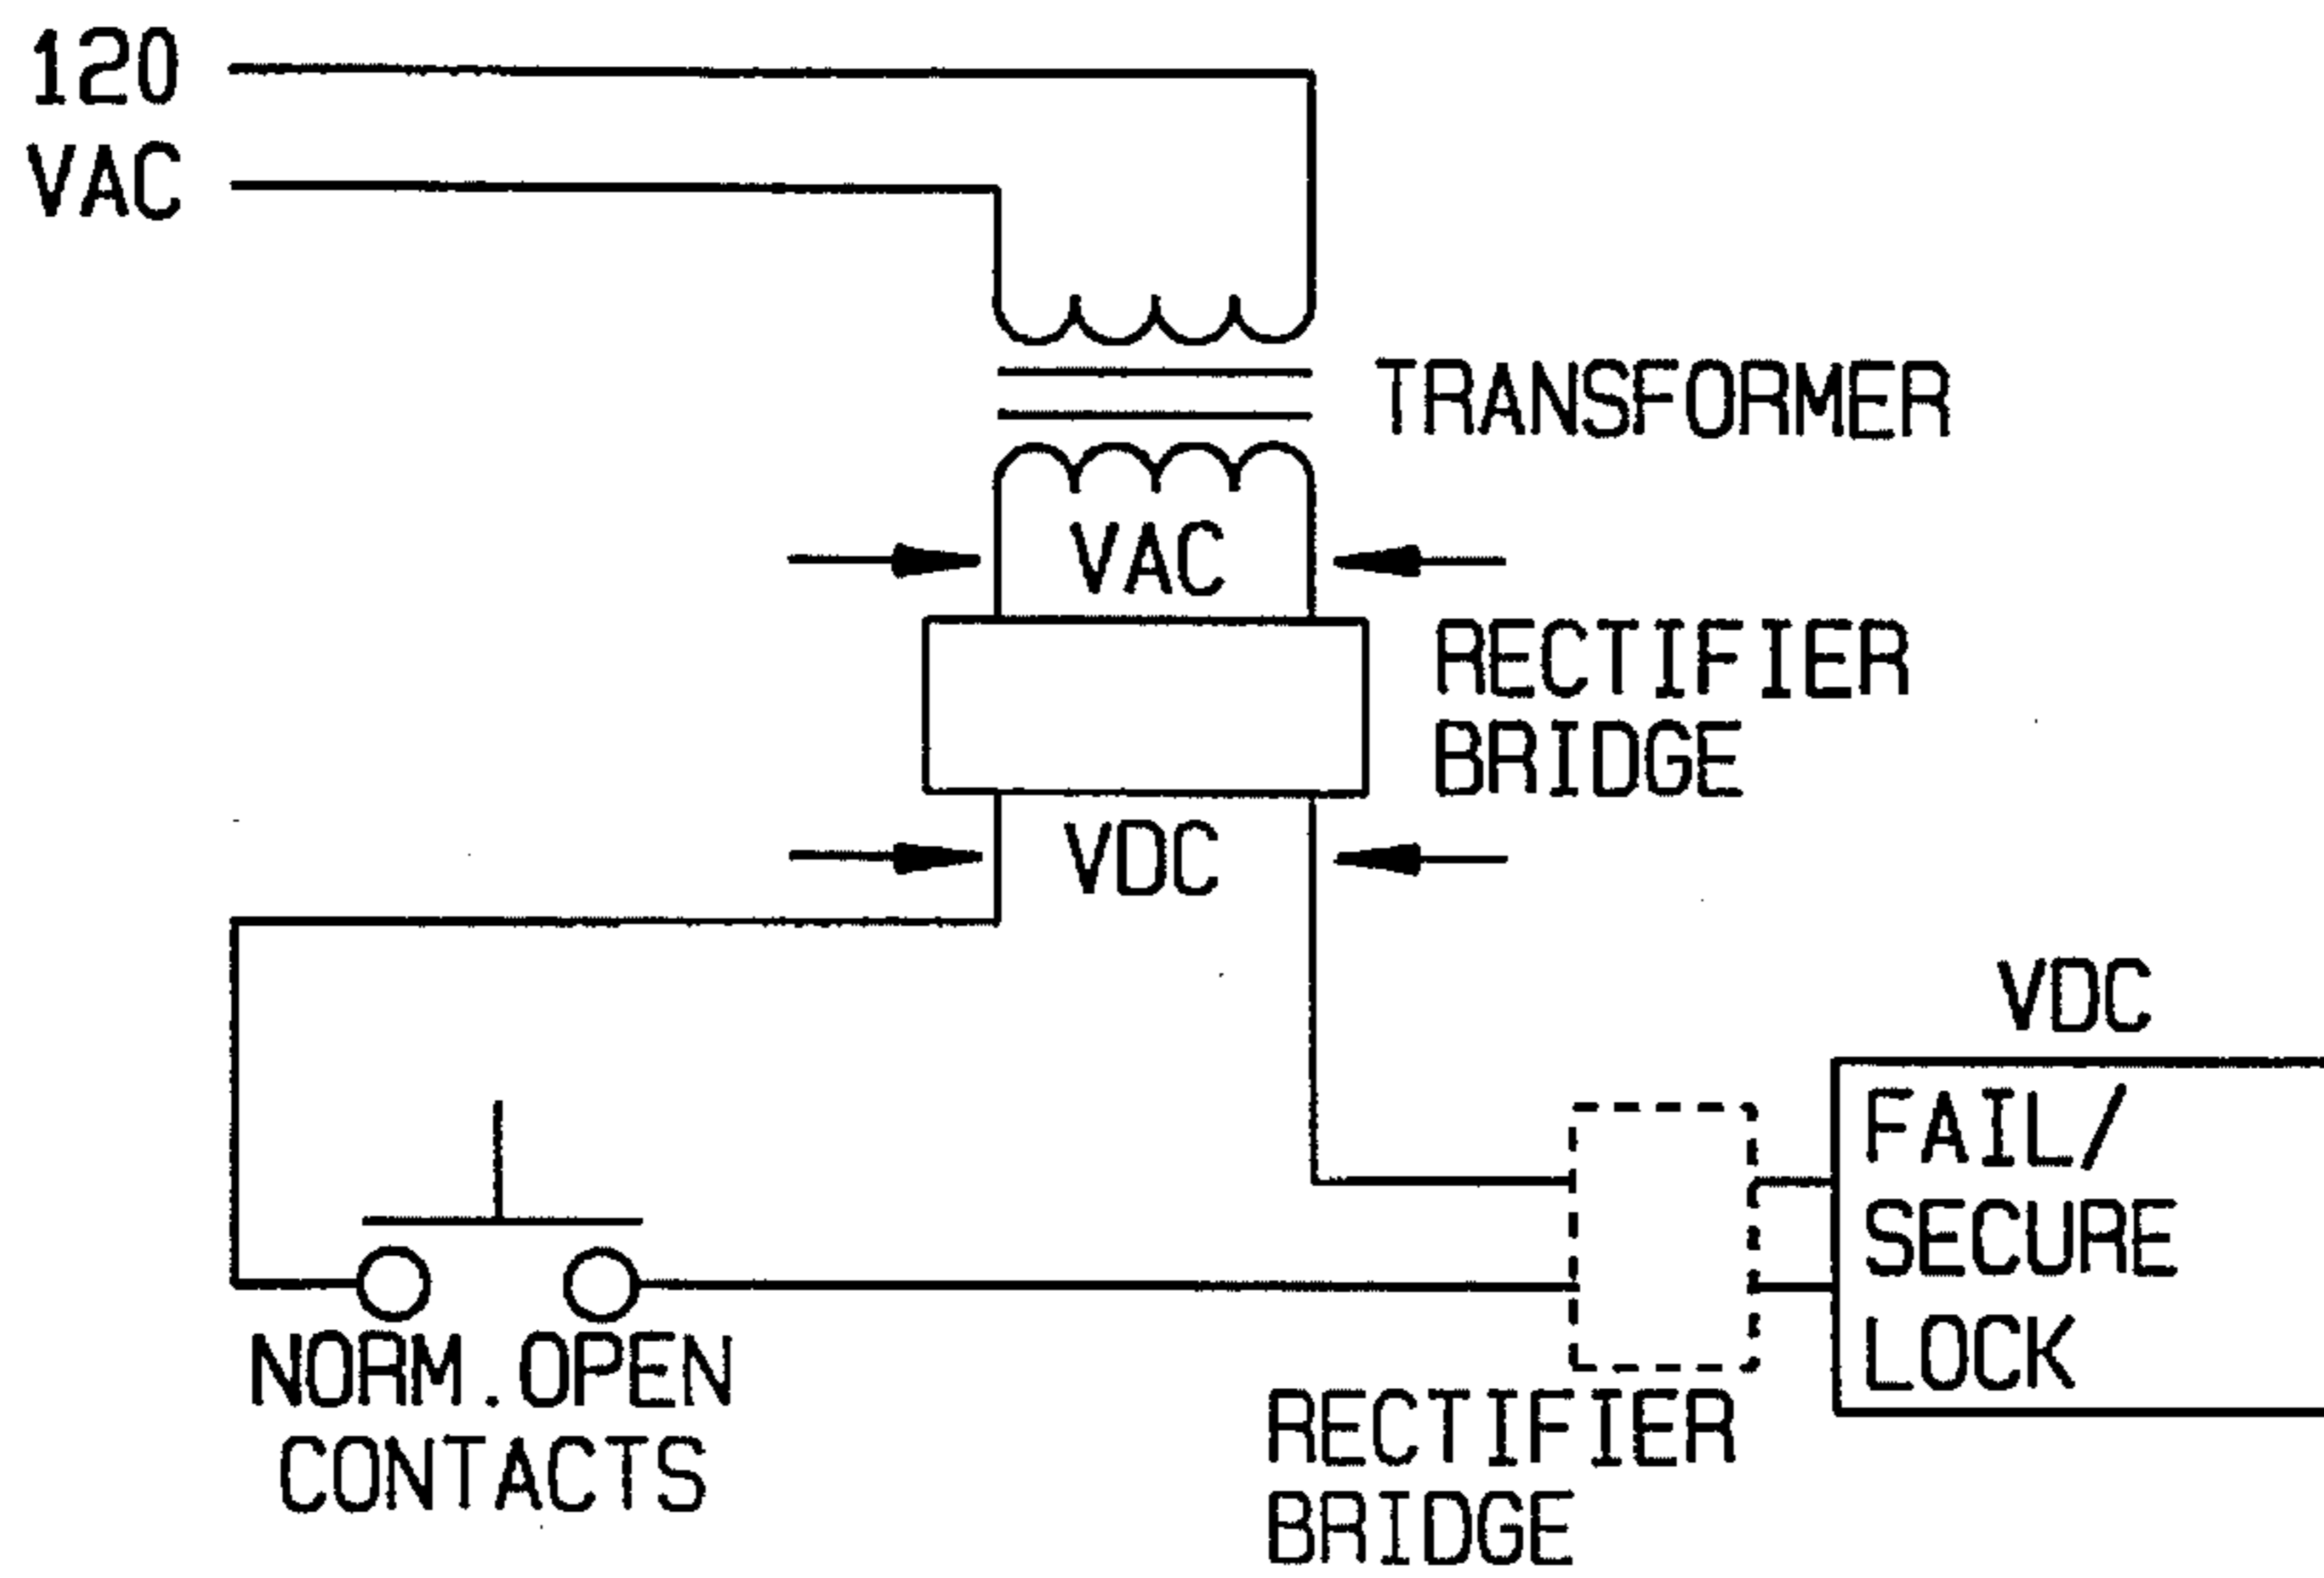 120
VAC
TRANSFORMER
VAC
RECTIFIER
BRIDGE
VDC
VDC
FAIL/
SECURE
LOCK
NORM.OPEN
CONTACTS
RECTIFIER
BRIDGE